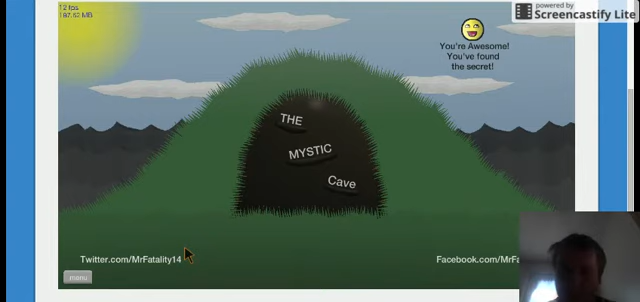 12 fps
powered by
Screencastify Lite
You're Awesome!
You've found
the secret!
THE
MYSTIC
Cave
Twitter.com/MrFatality14
menu